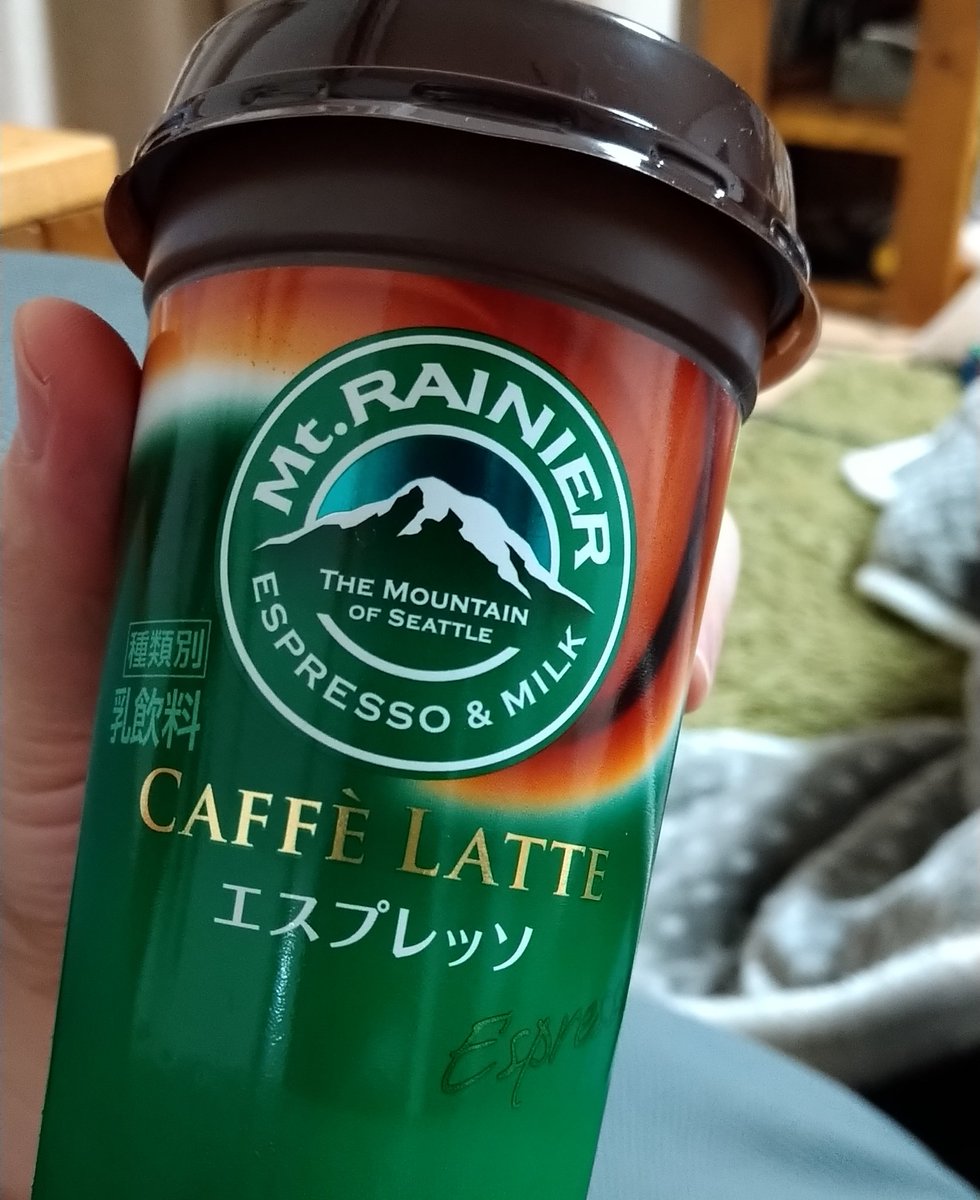 Mt. RAINIER
THE MOUNTAIN
OF SEATTLE
ESPRESSO & MILK
種類別
乳飲料
CAFFÈ LATTE
エスプレッソ
Espre